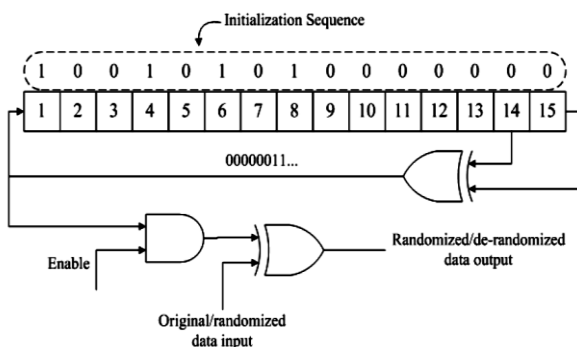 Initialization Sequence
1 0 0 1 0 1 0 1 0 0 0 0 0 0 0
1 2 3 4 5 6 7 8 9 10 11 12 13 14 15
00000011...
Enable
Randomized/de-randomized
data output
Original/randomized
data input